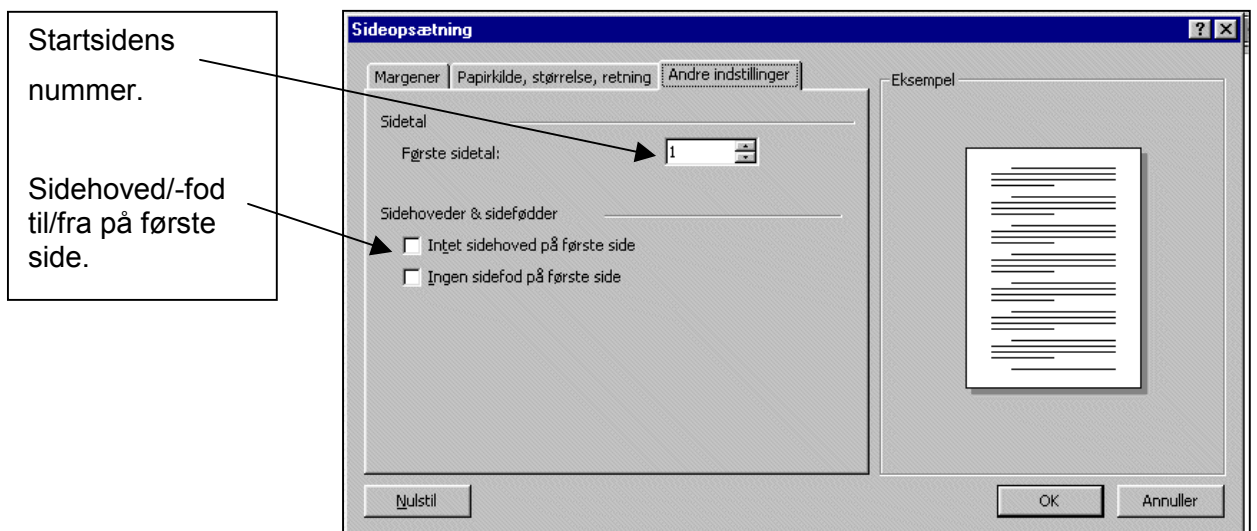 Startsidens
nummer.
Sidehoved/-fod
til/fra på første
side.
Sideopsætning
Margener
Papirkilde, størrelse, retning
Andre indstillinger
Sidetal
Første sidetal:
1
Sidehoveder & sidefødder
Intet sidehoved på første side
Ingen sidefod på første side
Eksempel
Nulstil
OK
Annuller